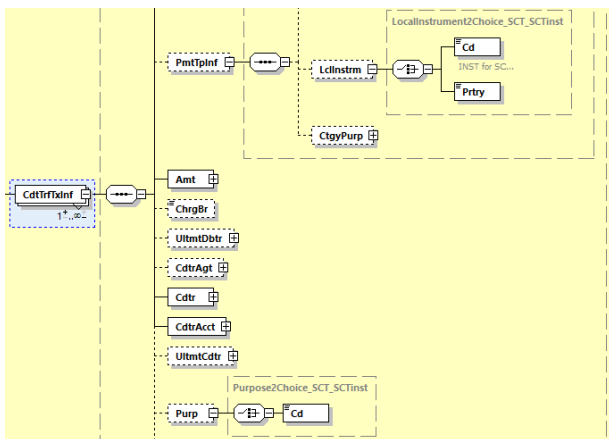 LocalInstrument2Choice_SCT_SCTinst
Cd
INST for SC...
PmtTpInf
LclInstrm
Prtry
CtgyPurp
Amt
CdtTrfTxInf
ChrgBr
1..∞
UltmtDbtr
CdtrAgt
Cdtr
CdtrAcct
UltmtCdtr
Purpose2Choice_SCT_SCTinst
Purp
Cd